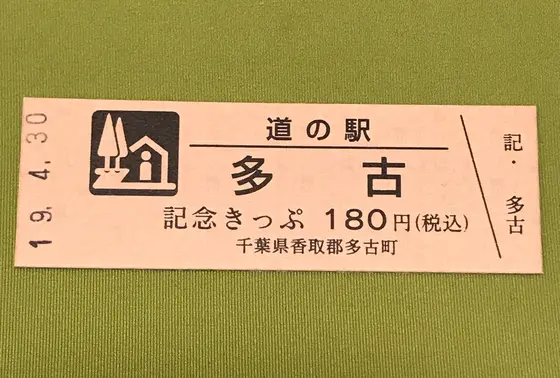 19.4.30
道の駅
多古
記念きっぷ 180円(税込)
千葉県香取郡多古町
記・多古